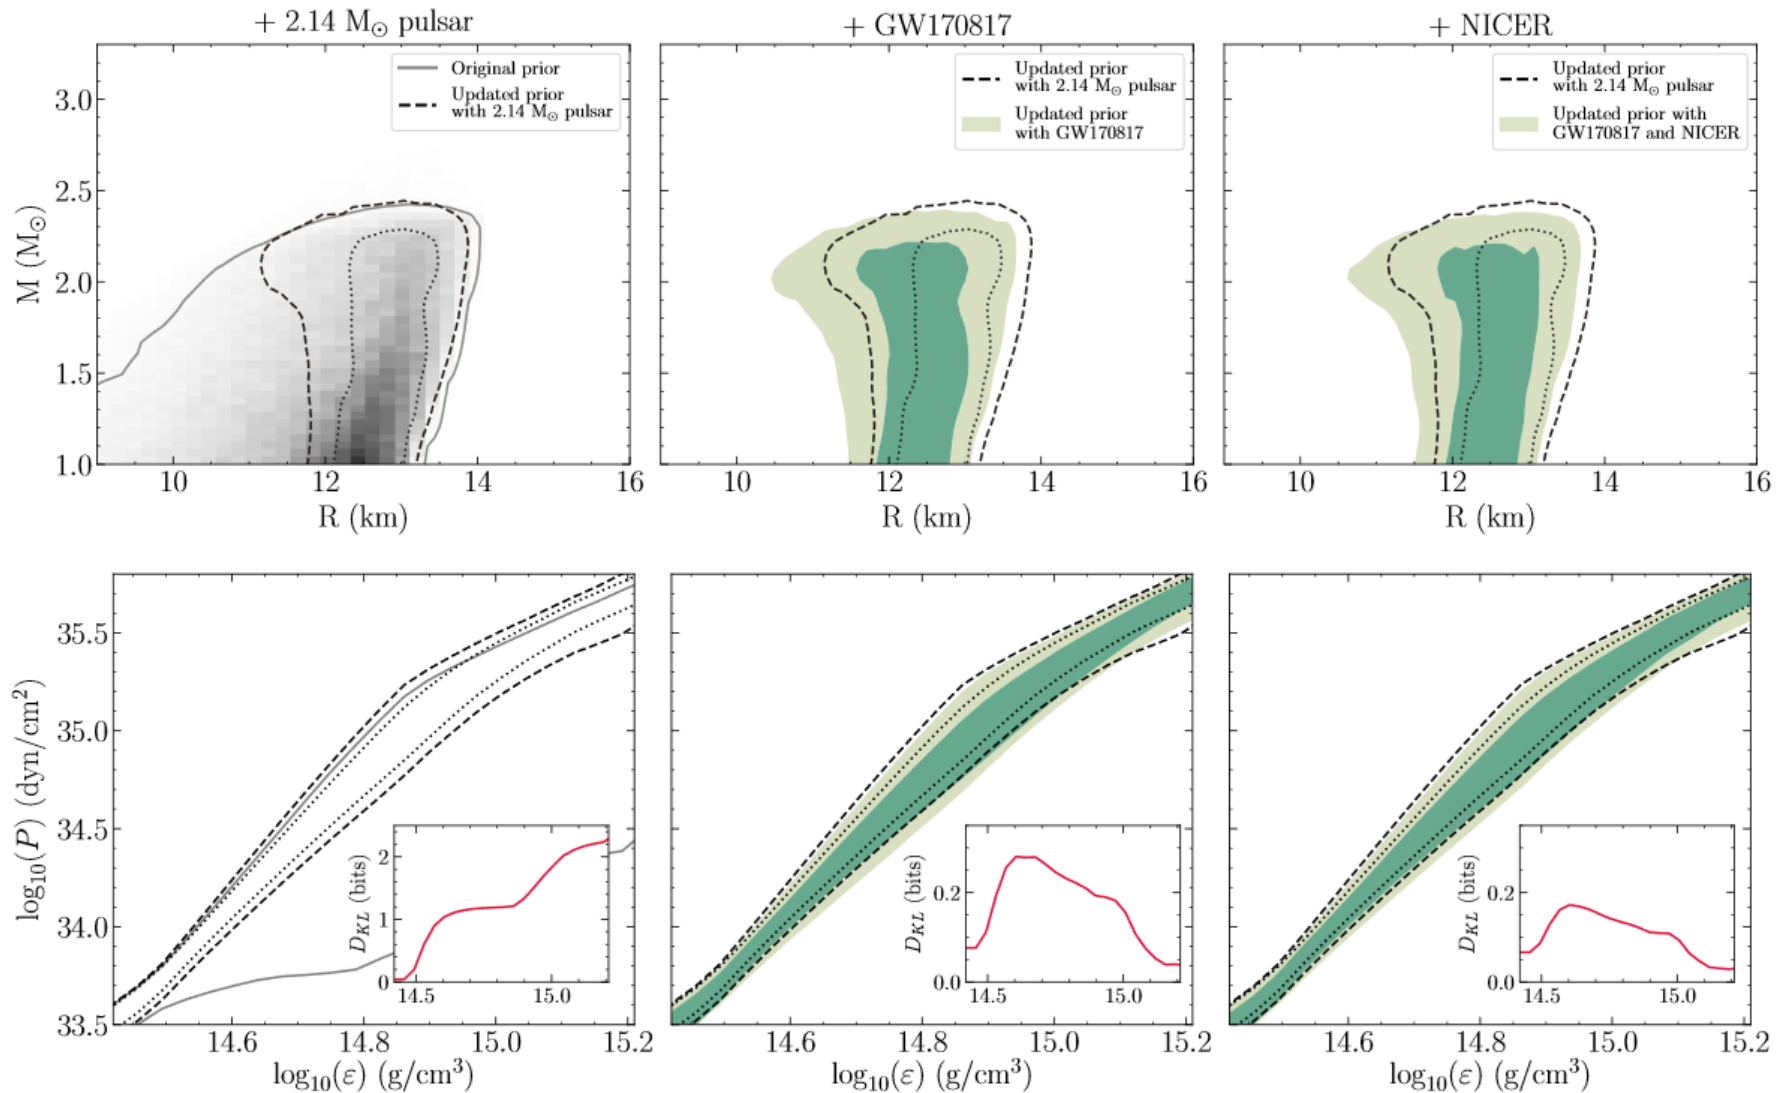 + 2.14 M⊙ pulsar
+ GW170817
+ NICER
Original prior
Updated prior
with 2.14 M⊙ pulsar
Updated prior
with 2.14 M⊙ pulsar
Updated prior
with GW170817
Updated prior
with 2.14 M⊙ pulsar
Updated prior with
GW170817 and NICER
M (M⊙)
3.0
2.5
2.0
1.5
1.0
10 12 14 16
10 12 14 16
10 12 14 16
R (km)
R (km)
R (km)
log₁₀(P) (dyn/cm²)
35.5
35.0
34.5
34.0
33.5
D_KL (bits)
2
1
0
14.5 15.0
D_KL (bits)
0.2
0.0
14.5 15.0
D_KL (bits)
0.2
0.0
14.5 15.0
14.6 14.8 15.0 15.2
14.6 14.8 15.0 15.2
14.6 14.8 15.0 15.2
log₁₀(ε) (g/cm³)
log₁₀(ε) (g/cm³)
log₁₀(ε) (g/cm³)